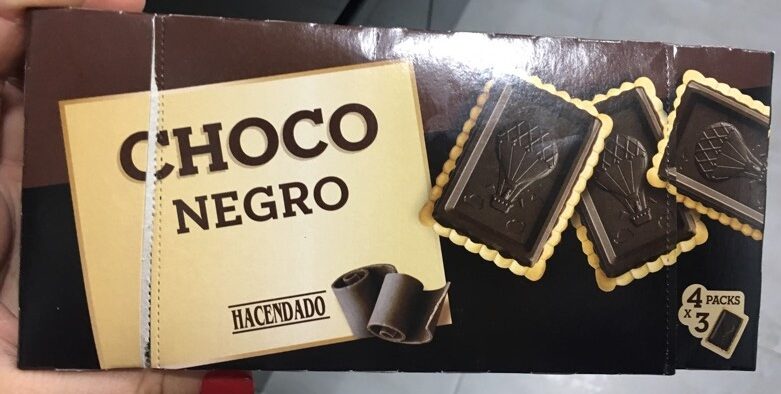 CHOCO
NEGRO
HACENDADO
4 PACKS
x 3